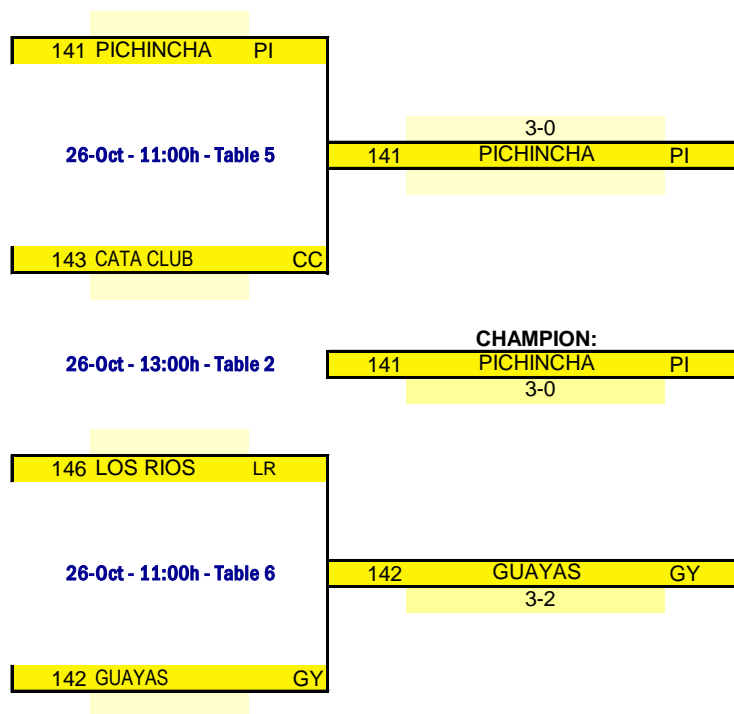 141 PICHINCHA PI
3-0
26-Oct - 11:00h - Table 5
141 PICHINCHA PI
143 CATA CLUB CC
CHAMPION:
26-Oct - 13:00h - Table 2
141 PICHINCHA PI
3-0
146 LOS RIOS LR
26-Oct - 11:00h - Table 6
142 GUAYAS GY
3-2
142 GUAYAS GY